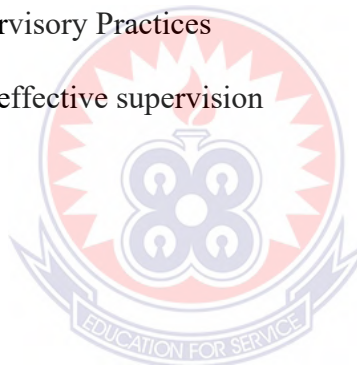 rvisory Practices
effective supervision
EDUCATION FOR SERVICE